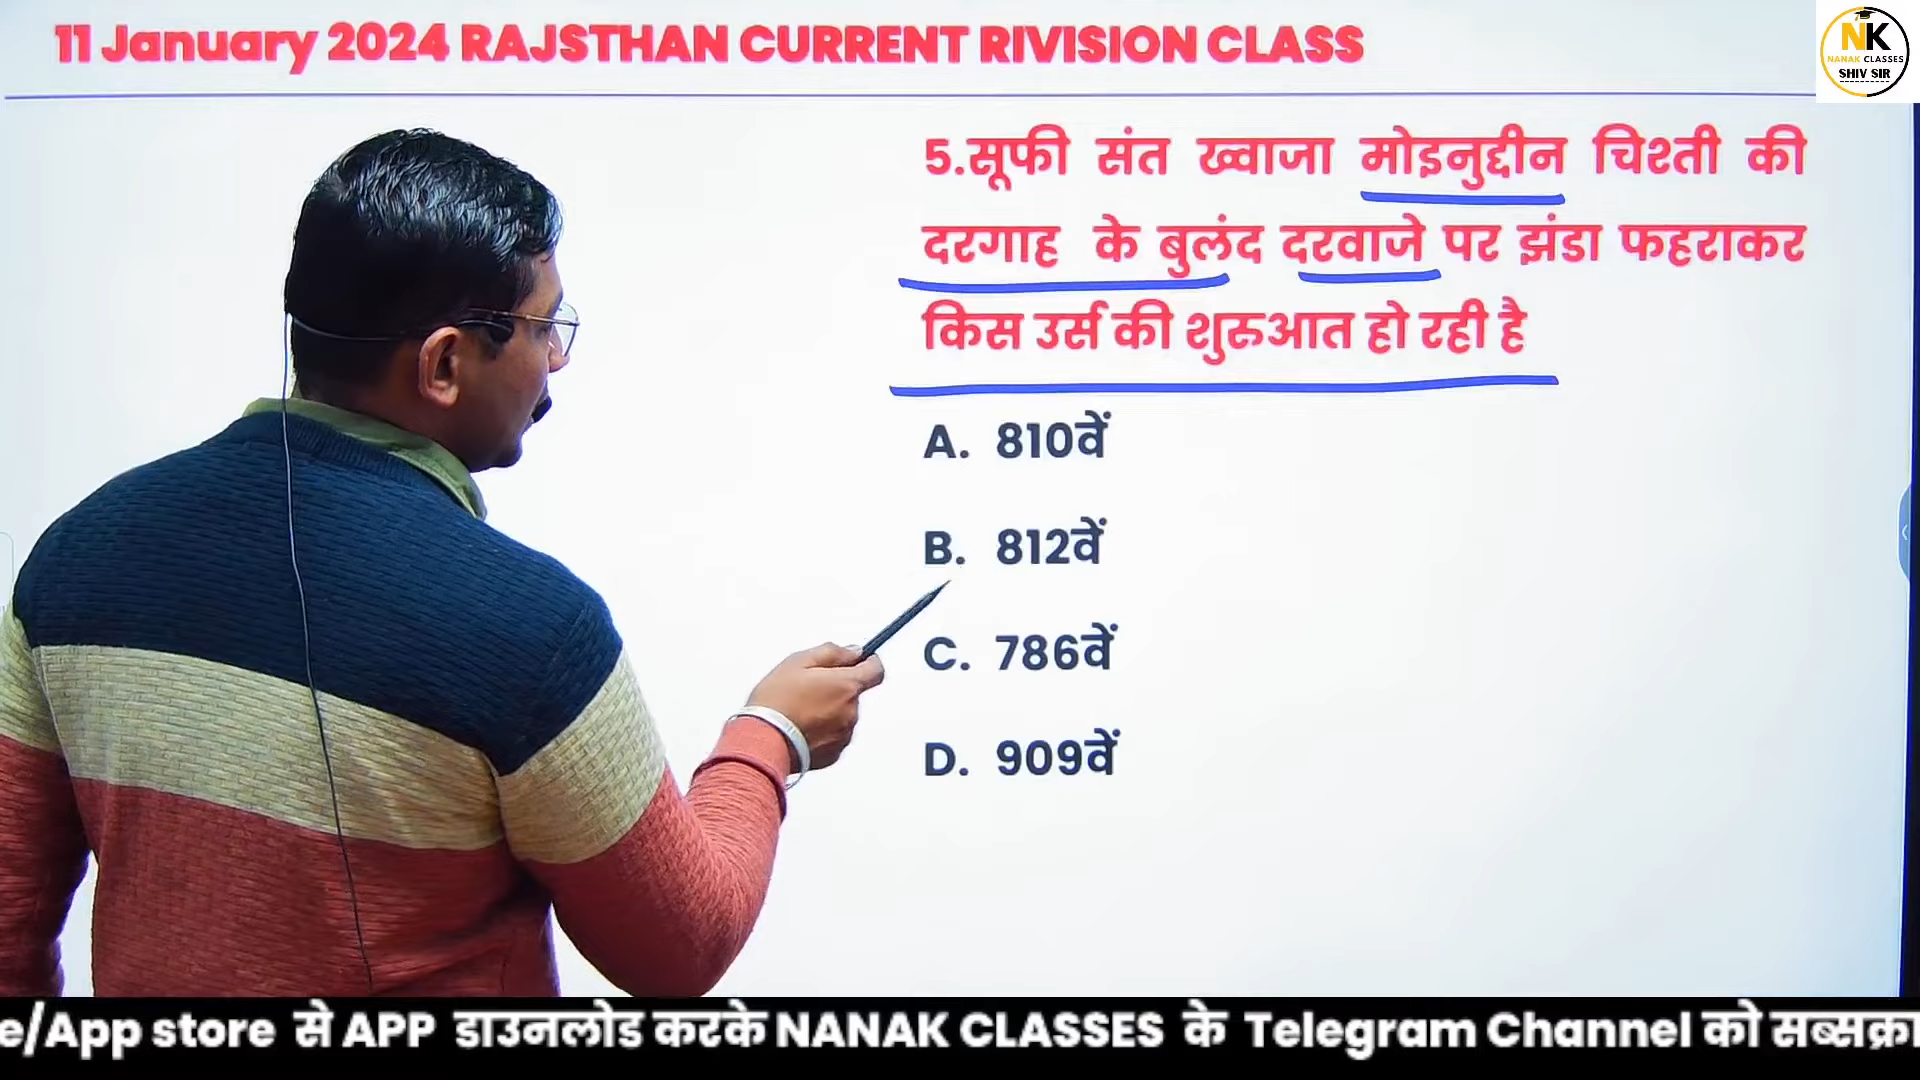 11 January 2024 RAJSTHAN CURRENT RIVISION CLASS
NK
NANAK CLASSES
SHIV SIR
5.सूफी संत ख्वाजा मोइनुद्दीन चिश्ती की
दरगाह के बुलंद दरवाजे पर झंडा फहराकर
किस उर्स की शुरुआत हो रही है
A. 810वें
B. 812वें
C. 786वें
D. 909वें
e/App store से APP डाउनलोड करके NANAK CLASSES के Telegram Channel को सब्सक्रा